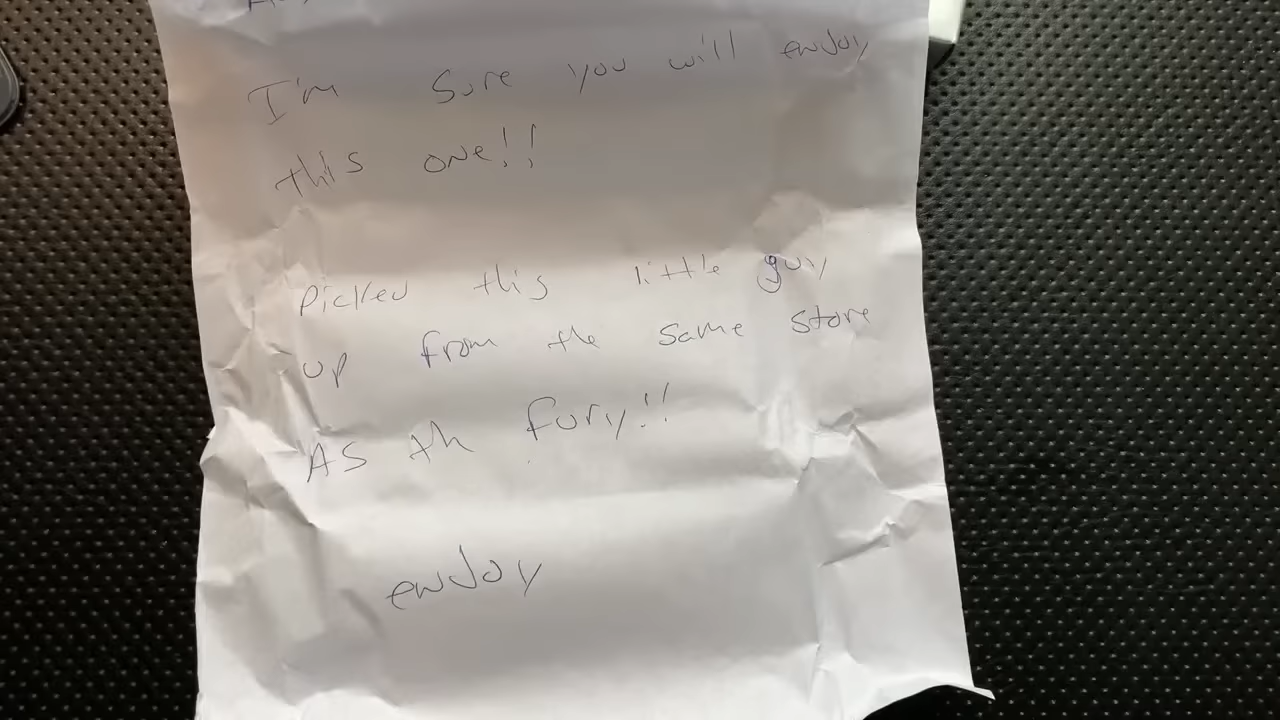 I'm Sure you will enjoy
this one!!
Picked this little guy
up from the same store
AS th fury!!
enjoy